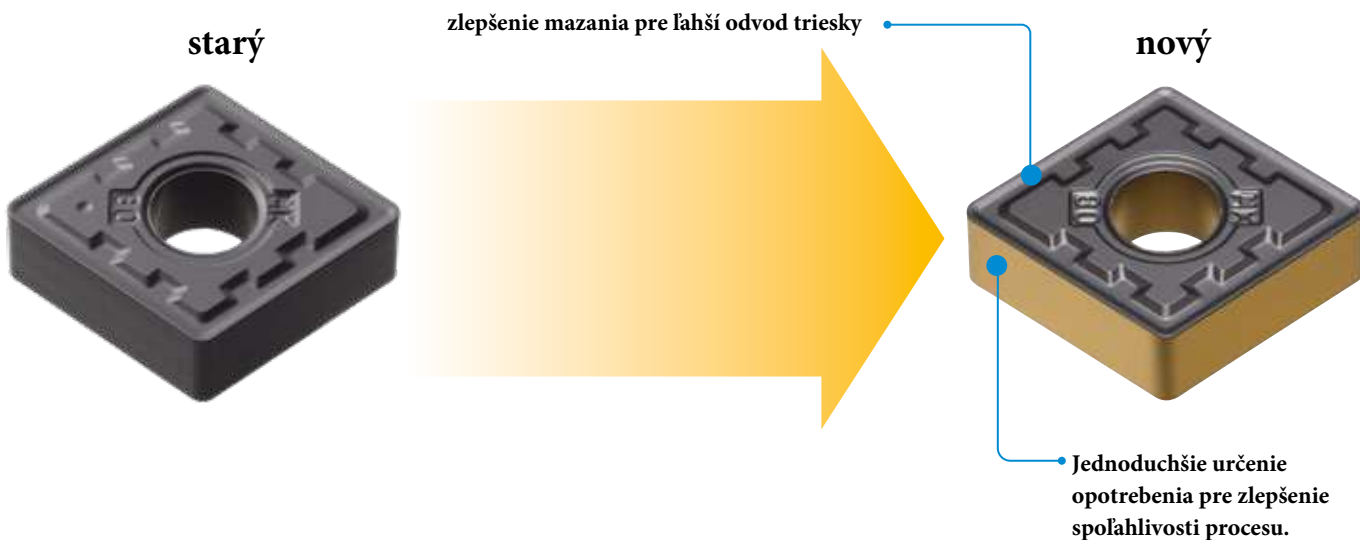 zlepšenie mazania pre ľahší odvod triesky
starý
nový
Jednoduchšie určenie
opotrebenia pre zlepšenie
spoľahlivosti procesu.